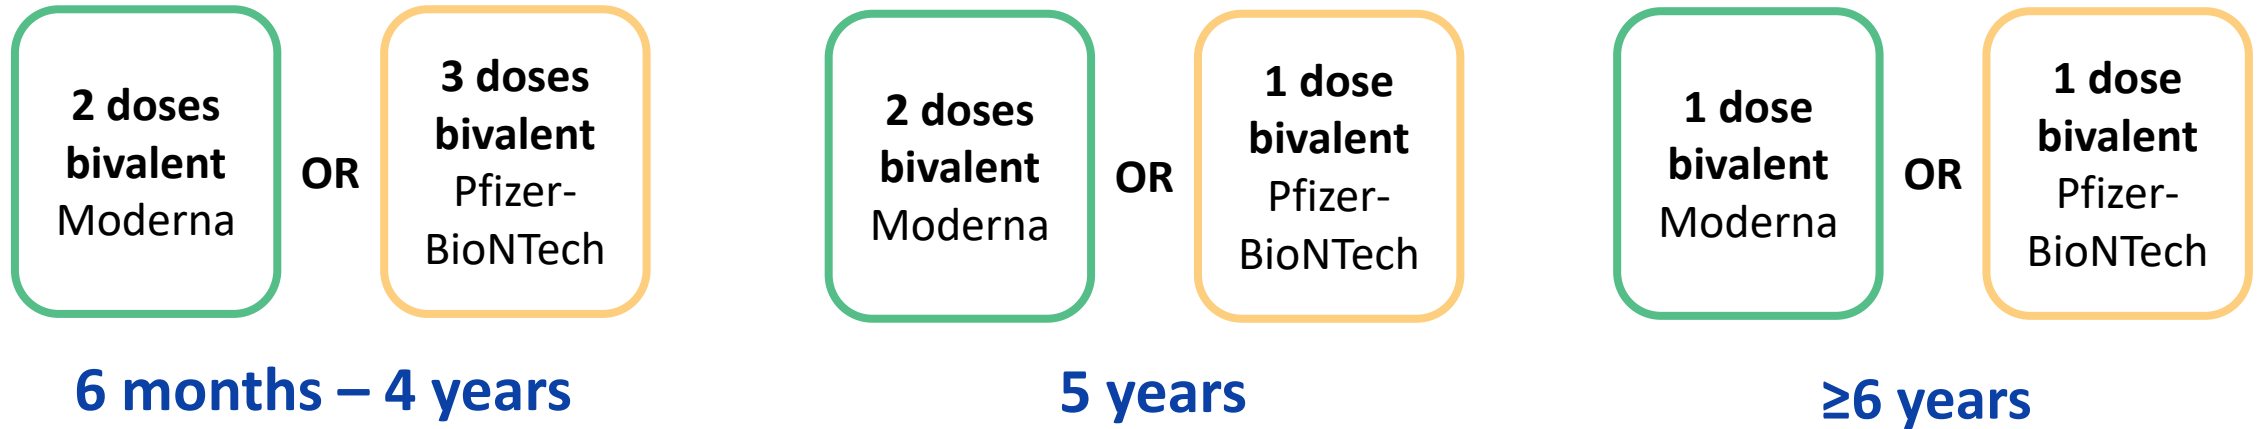 2 doses
bivalent
Moderna
OR
3 doses
bivalent
Pfizer-
BioNTech
6 months – 4 years
2 doses
bivalent
Moderna
OR
1 dose
bivalent
Pfizer-
BioNTech
5 years
1 dose
bivalent
Moderna
OR
1 dose
bivalent
Pfizer-
BioNTech
≥6 years